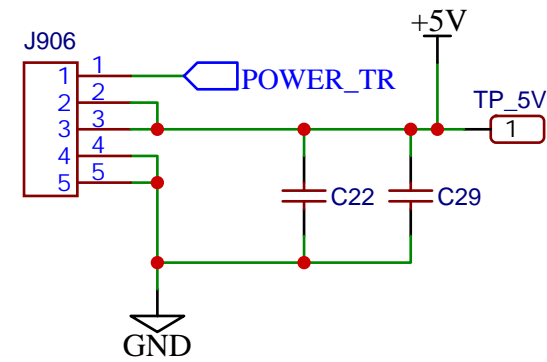 +5V
J906
1 1
POWER_TR
2 2
TP_5V
3 3
1
4 4
5 5
C22
C29
GND